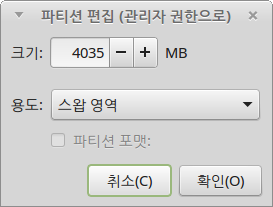 파티션 편집 (관리자 권한으로)
크기: 4035 − + MB
용도: 스왑 영역
파티션 포맷:
취소(C) 확인(O)